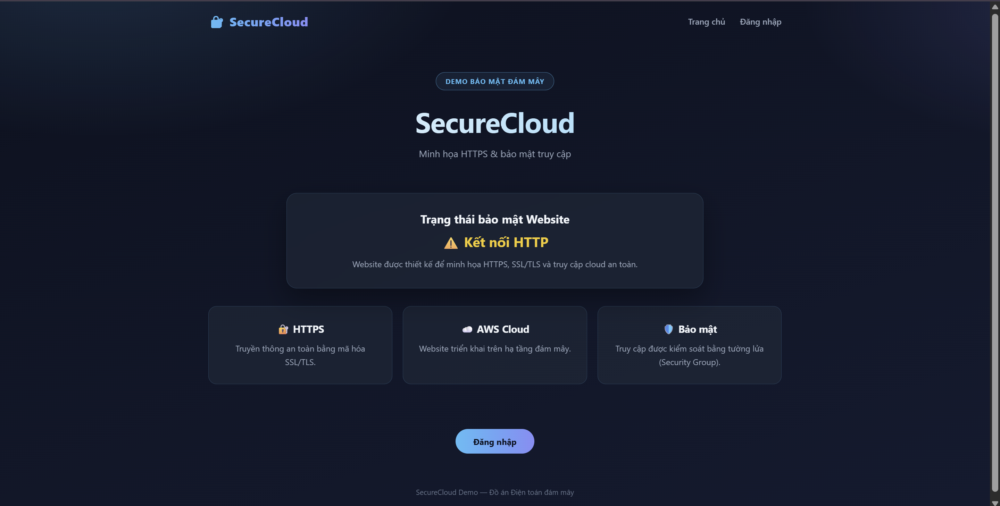 SecureCloud
Trang chủ
Đăng nhập
DEMO BẢO MẬT ĐÁM MÂY
SecureCloud
Minh họa HTTPS & bảo mật truy cập
Trạng thái bảo mật Website
Kết nối HTTP
Website được thiết kế để minh họa HTTPS, SSL/TLS và truy cập cloud an toàn.
HTTPS
Truyền thông an toàn bằng mã hóa
SSL/TLS.
AWS Cloud
Website triển khai trên hạ tầng đám mây.
Bảo mật
Truy cập được kiểm soát bằng tường lửa
(Security Group).
Đăng nhập
SecureCloud Demo — Đồ án Điện toán đám mây